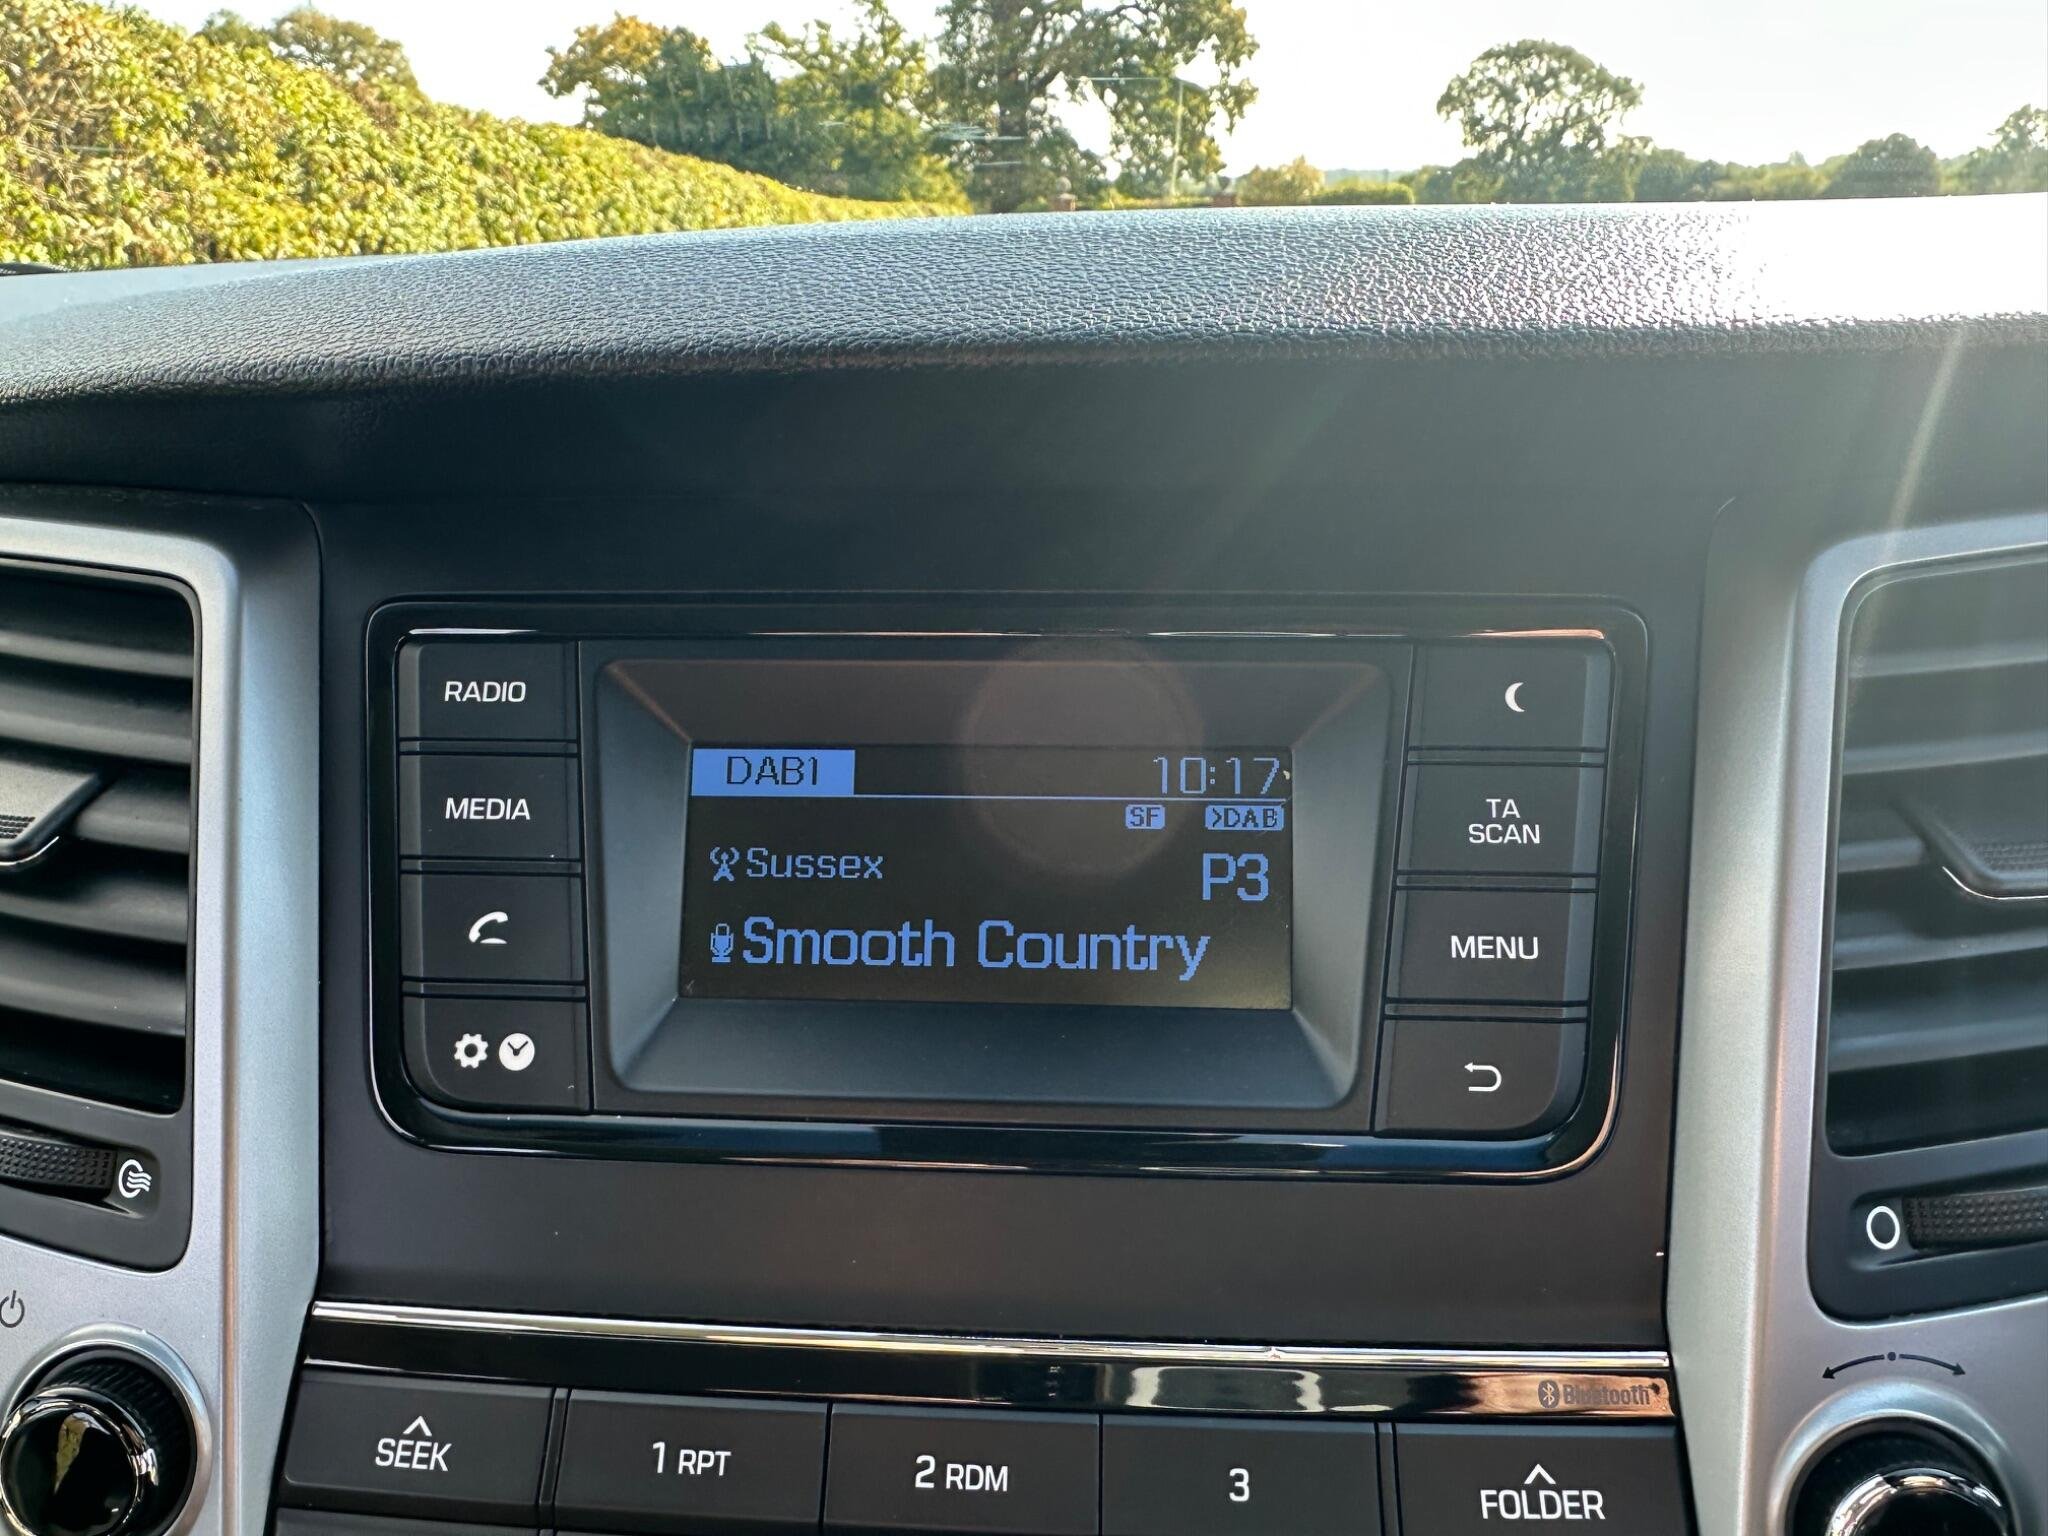 RADIO
MEDIA
DAB1 10:17
SF >DAB
Sussex P3
Smooth Country
TA
SCAN
MENU
Bluetooth
SEEK
1 RPT
2 RDM
3
FOLDER